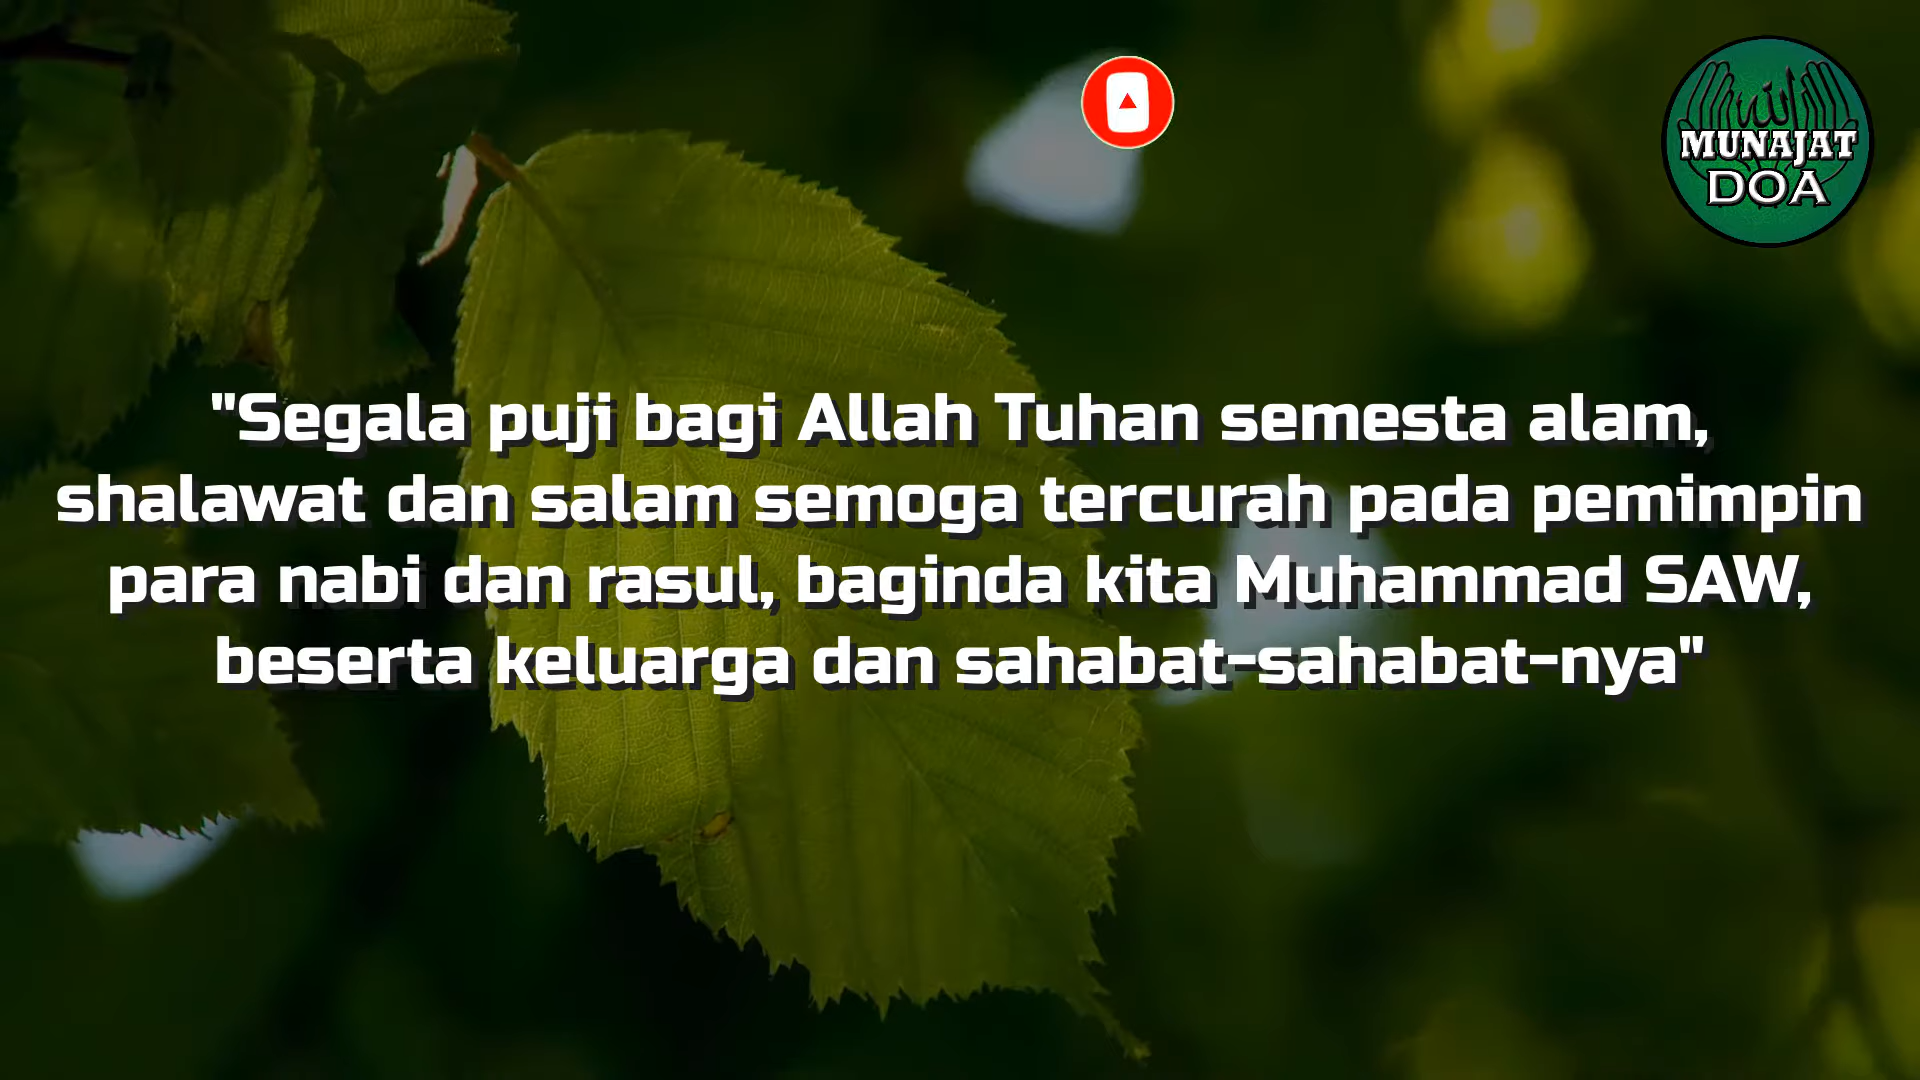 MUNAJAT
DOA
"Segala puji bagi Allah Tuhan semesta alam,
shalawat dan salam semoga tercurah pada pemimpin
para nabi dan rasul, baginda kita Muhammad SAW,
beserta keluarga dan sahabat-sahabat-nya"